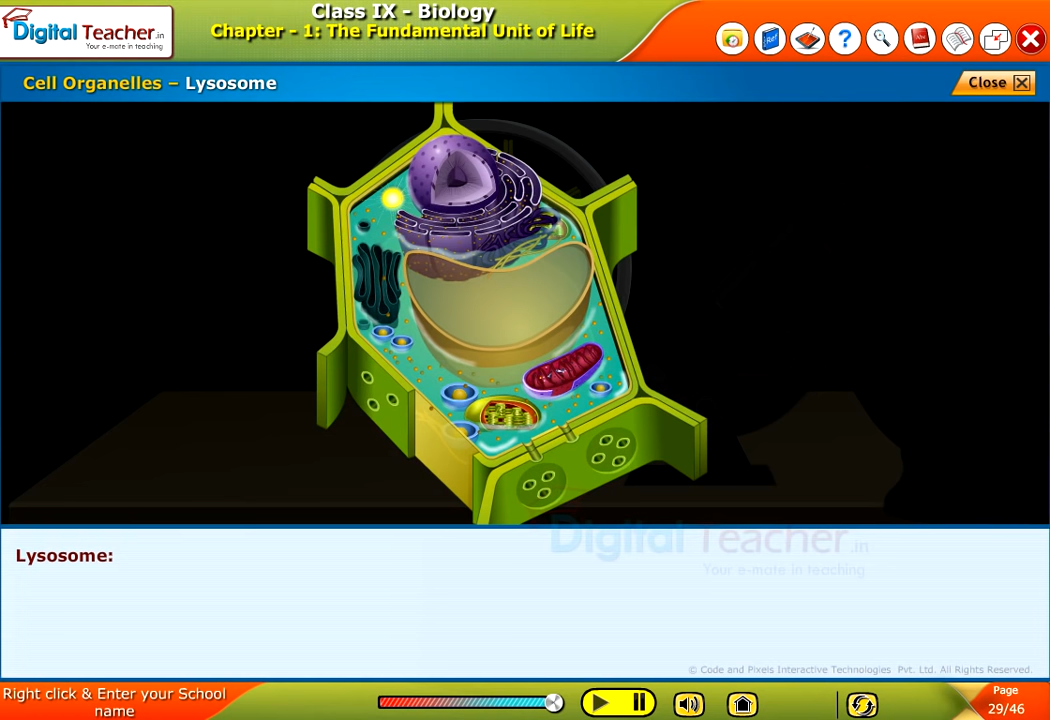 Class IX - Biology
Chapter - 1: The Fundamental Unit of Life
Digital Teacher.in
Your e-mate in teaching
Ref
?
Cell Organelles – Lysosome
Close
Digital Teacher.in
Your e-mate in teaching
Lysosome:
© Code and Pixels Interactive Technologies Pvt. Ltd. All Rights Reserved.
Right click & Enter your School
name
Page
29/46